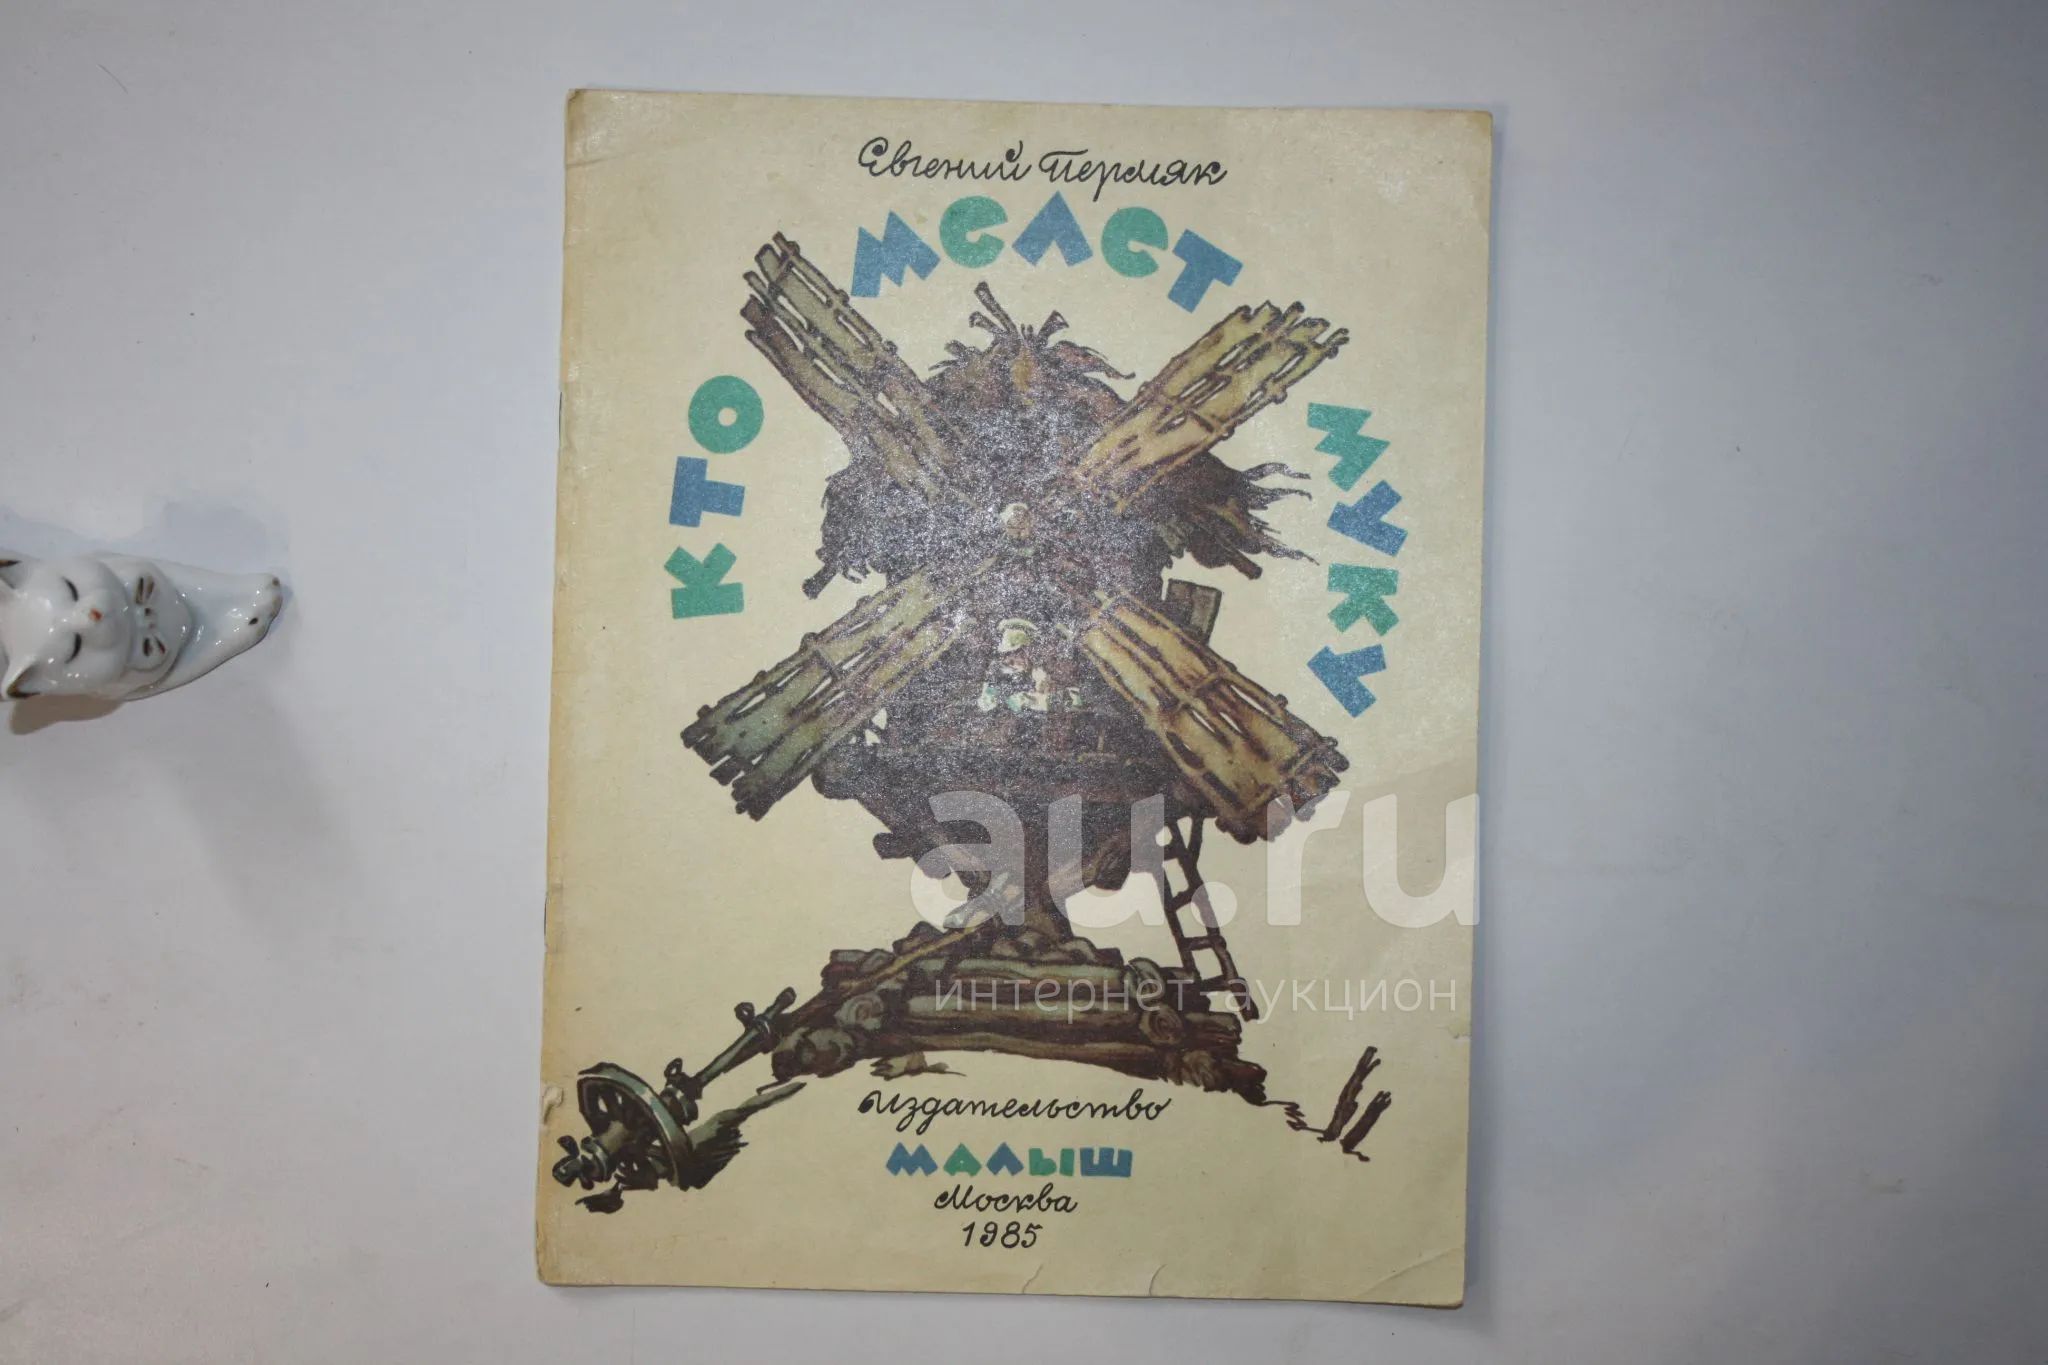 Евгений Пермяк
КТО МЕЛЕТ МУКУ
издательство
МАЛЫШ
Москва
1985
au.ru
интернет-аукцион